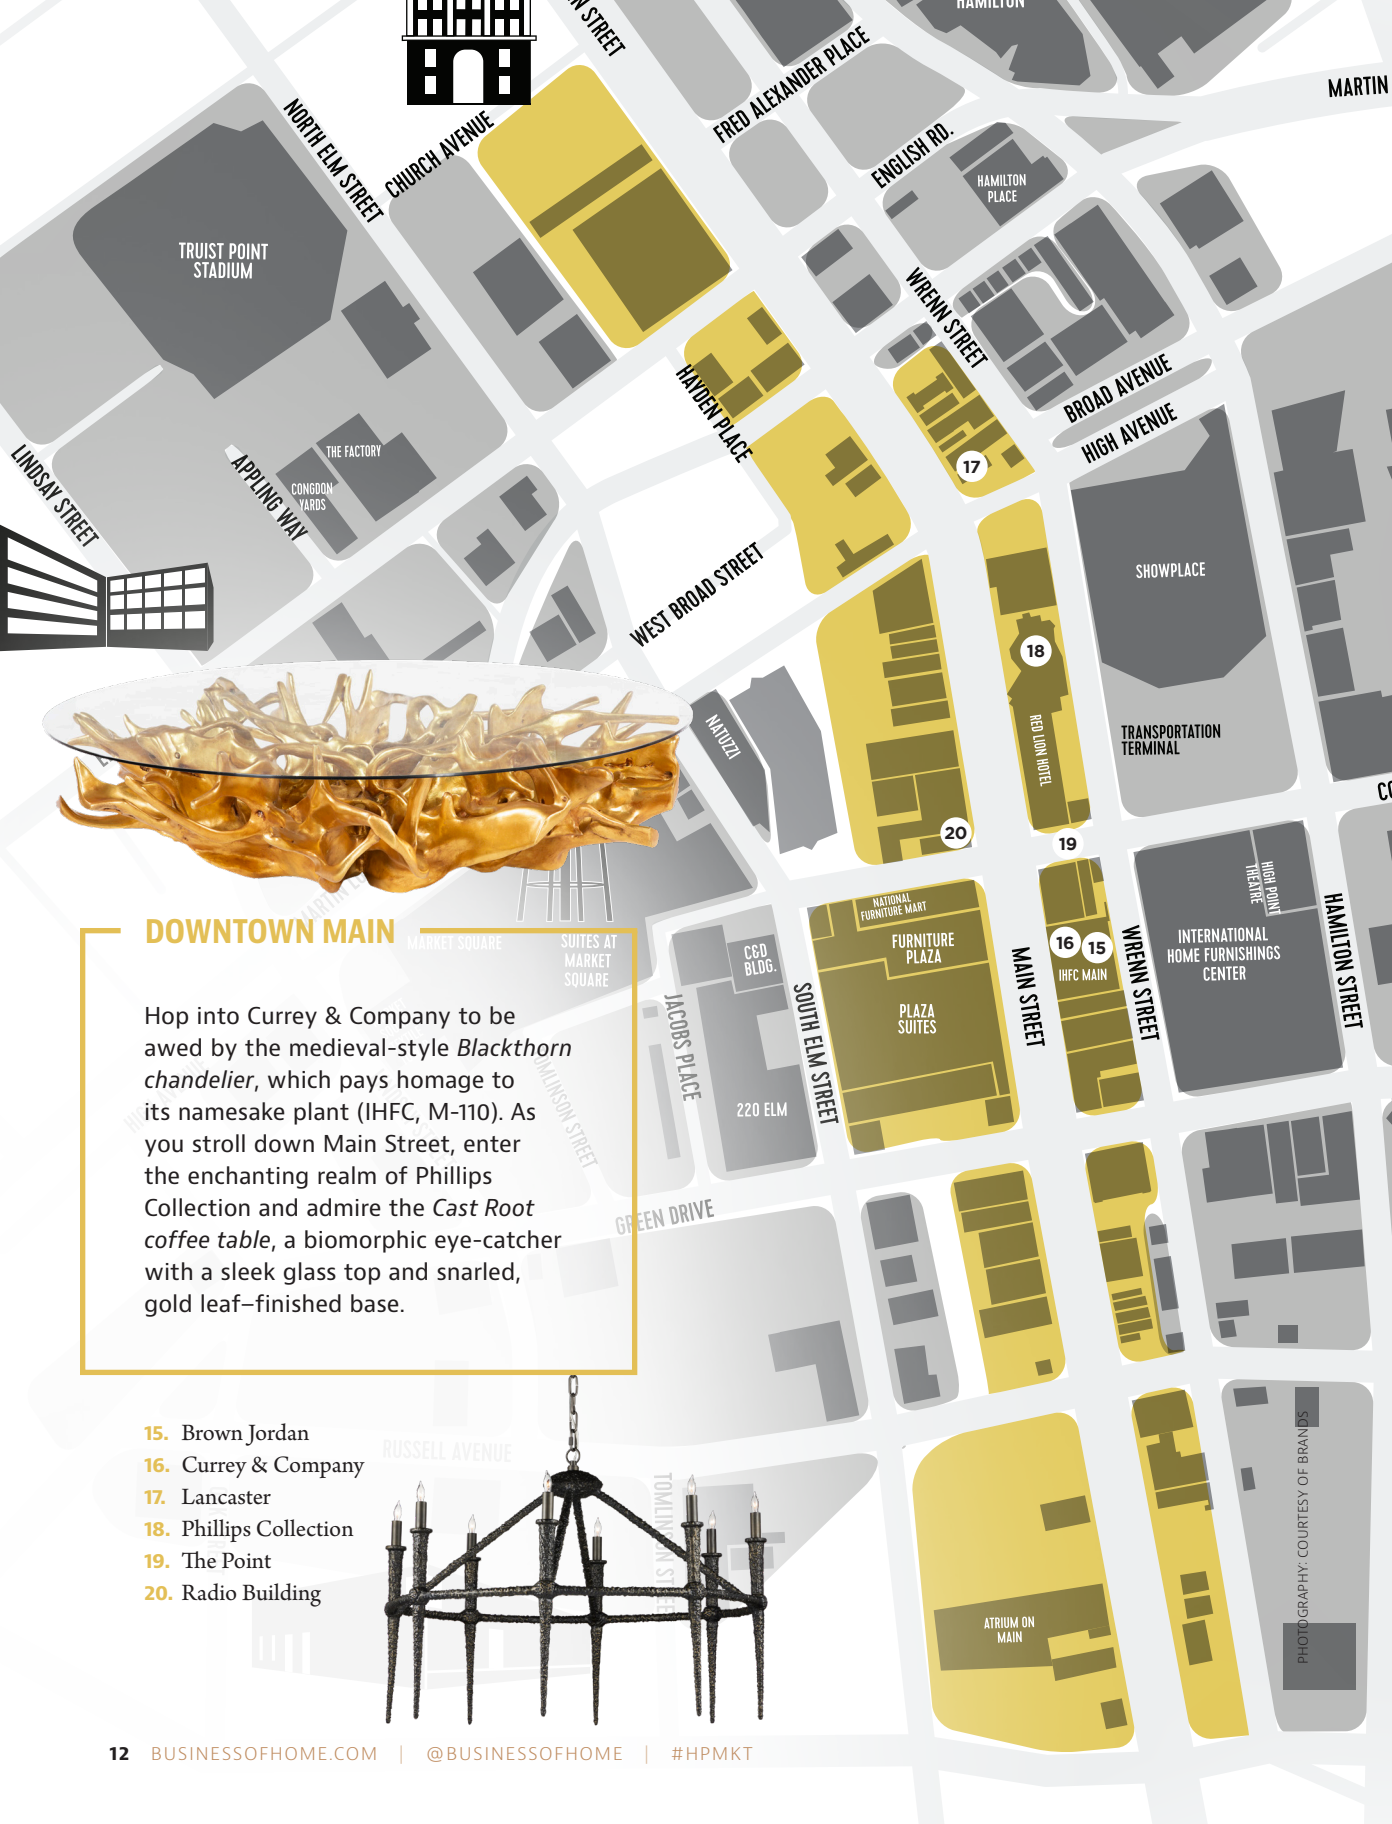 HAMILTON
N STREET
FRED ALEXANDER PLACE
MARTIN
NORTH ELM STREET
CHURCH AVENUE
ENGLISH RD.
HAMILTON
PLACE
TRUIST POINT
STADIUM
WRENN STREET
HAYDEN PLACE
BROAD AVENUE
HIGH AVENUE
LINDSAY STREET
APPLING WAY
THE FACTORY
CONGDON
YARDS
17
WEST BROAD STREET
SHOWPLACE
18
RED LION HOTEL
NATUZZI
TRANSPORTATION
TERMINAL
20
19
NATIONAL
FURNITURE MART
FURNITURE
PLAZA
PLAZA
SUITES
C&D
BLDG.
16
15
IHFC MAIN
HIGH POINT
THEATRE
INTERNATIONAL
HOME FURNISHINGS
CENTER
MAIN STREET
WRENN STREET
HAMILTON STREET
JACOBS PLACE
SOUTH ELM STREET
220 ELM
MARKET SQUARE
SUITES AT
MARKET
SQUARE
TOMLINSON STREET
GREEN DRIVE
DOWNTOWN MAIN
Hop into Currey & Company to be
awed by the medieval-style Blackthorn
chandelier, which pays homage to
its namesake plant (IHFC, M-110). As
you stroll down Main Street, enter
the enchanting realm of Phillips
Collection and admire the Cast Root
coffee table, a biomorphic eye-catcher
with a sleek glass top and snarled,
gold leaf–finished base.
15. Brown Jordan
16. Currey & Company
17. Lancaster
18. Phillips Collection
19. The Point
20. Radio Building
RUSSELL AVENUE
TOMLINSON STREE
ATRIUM ON
MAIN
PHOTOGRAPHY: COURTESY OF BRANDS
12 BUSINESSOFHOME.COM | @BUSINESSOFHOME | #HPMKT